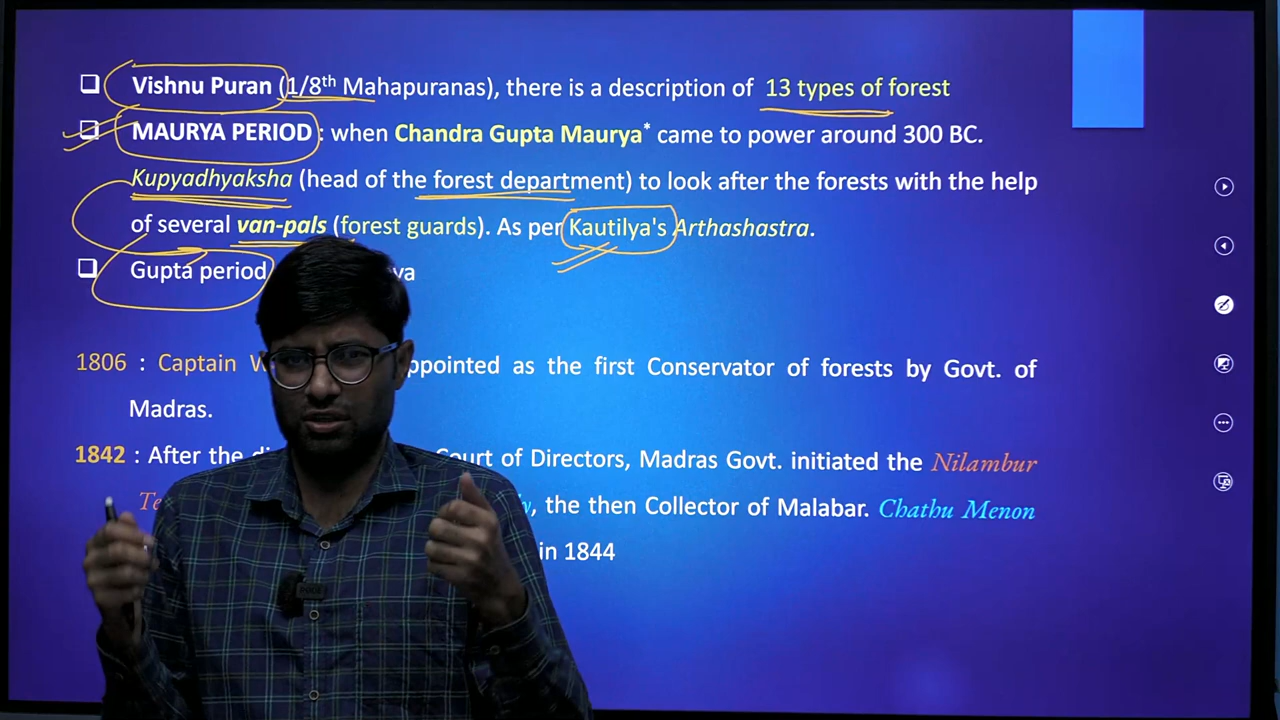 Vishnu Puran (1/8th Mahapuranas), there is a description of 13 types of forest
MAURYA PERIOD : when Chandra Gupta Maurya* came to power around 300 BC.
Kupyadhyaksha (head of the forest department) to look after the forests with the help
of several van-pals (forest guards). As per Kautilya's Arthashastra.
Gupta period
1806 : Captain appointed as the first Conservator of forests by Govt. of
Madras.
1842 : After the Court of Directors, Madras Govt. initiated the Nilambur
the then Collector of Malabar. Chathu Menon
in 1844